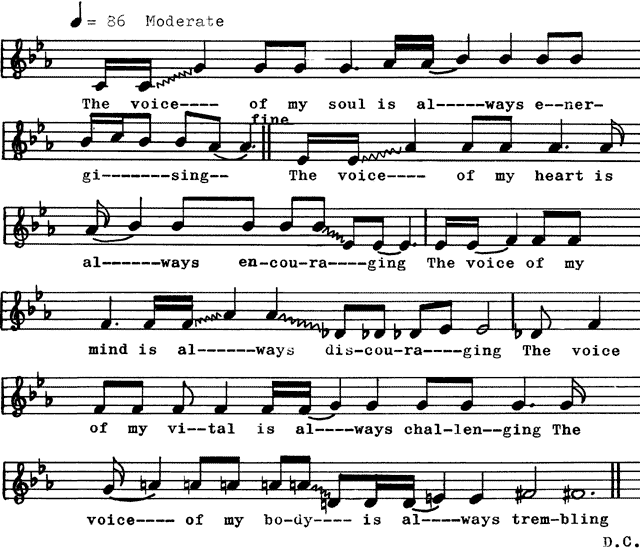 = 86 Moderate
The voice---- of my soul is al-----ways e--ner-
fine
gi-------sing-- The voice---- of my heart is
al------ways en-cou-ra----ging The voice of my
mind is al------ways dis-cou-ra----ging The voice
of my vi--tal is al----ways chal-len-ging The
voice---- of my bo-dy---- is al----ways trem-bling
D.C.